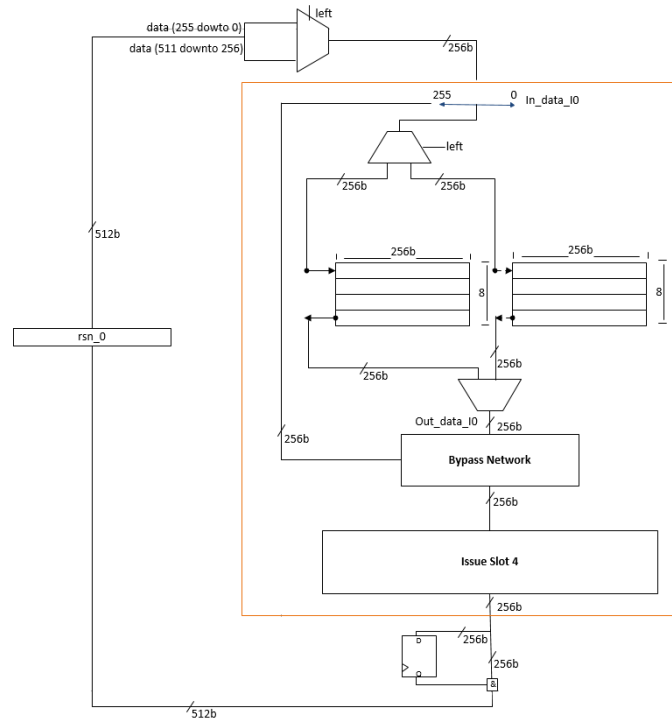 left
data (255 dowto 0)
data (511 downto 256)
256b
255
0
In_data_I0
left
256b
256b
512b
256b
256b
8
8
rsn_0
256b
256b
Out_data_I0
256b
256b
Bypass Network
256b
Issue Slot 4
256b
256b
D
256b
Q
&
512b